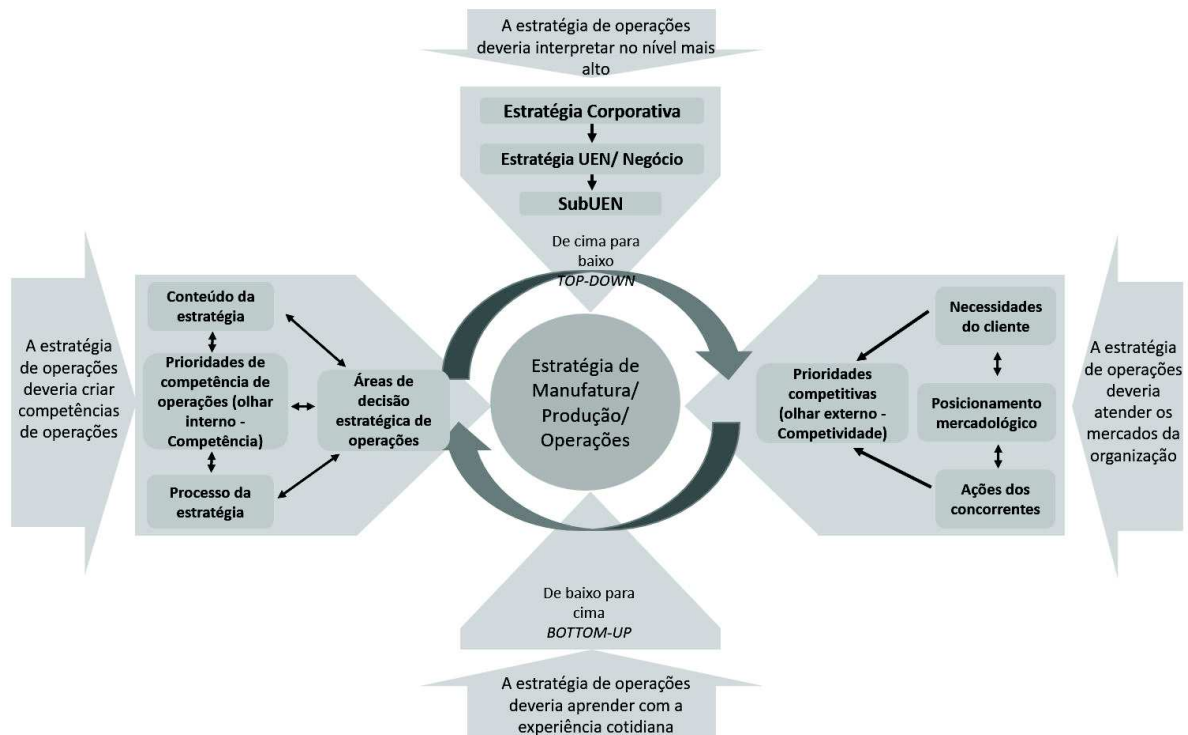 A estratégia de operações
deveria interpretar no nível mais
alto
Estratégia Corporativa
Estratégia UEN/ Negócio
SubUEN
De cima para
baixo
TOP-DOWN
A estratégia
de operações
deveria criar
competências
de operações
Conteúdo da
estratégia
Prioridades de
competência de
operações (olhar
interno -
Competência)
Processo da
estratégia
Áreas de
decisão
estratégica de
operações
Estratégia de
Manufatura/
Produção/
Operações
Prioridades
competitivas
(olhar externo -
Competividade)
Necessidades
do cliente
Posicionamento
mercadológico
Ações dos
concorrentes
A estratégia
de operações
deveria
atender os
mercados da
organização
De baixo para
cima
BOTTOM-UP
A estratégia de operações
deveria aprender com a
experiência cotidiana